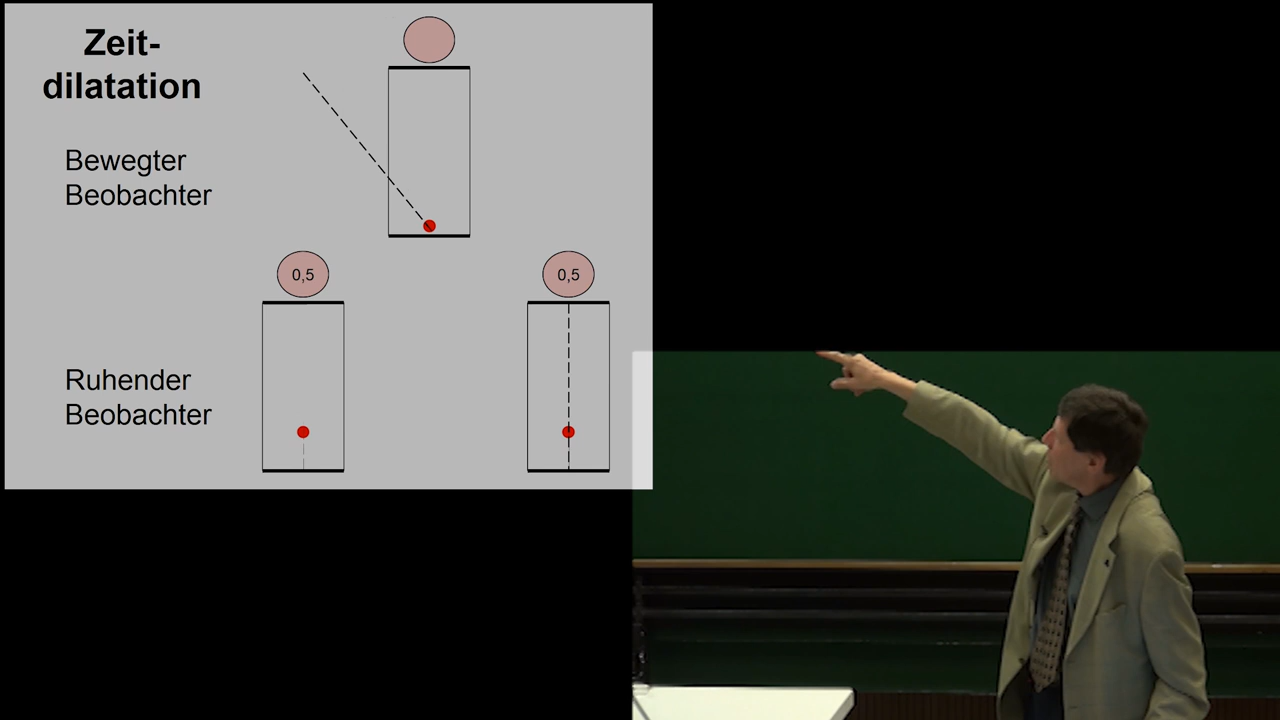 Zeit-
dilatation
Bewegter
Beobachter
0,5
0,5
Ruhender
Beobachter